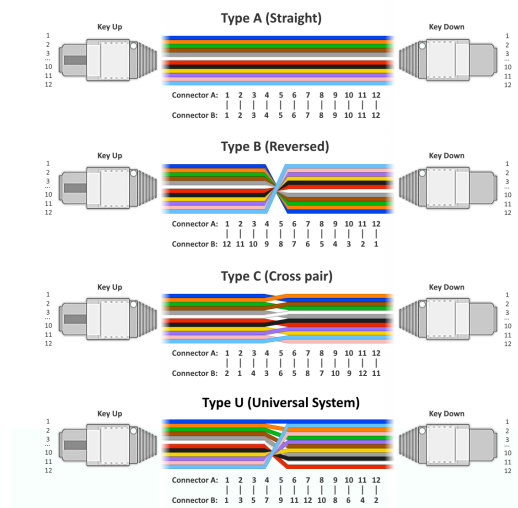 Type A (Straight)
Key Up
Key Down
1 1
2 2
3 3
... ...
10 10
11 11
12 12
Connector A: 1 2 3 4 5 6 7 8 9 10 11 12
Connector B: 1 2 3 4 5 6 7 8 9 10 11 12
Type B (Reversed)
Key Up
Key Down
1 1
2 2
3 3
... ...
10 10
11 11
12 12
Connector A: 1 2 3 4 5 6 7 8 9 10 11 12
Connector B: 12 11 10 9 8 7 6 5 4 3 2 1
Type C (Cross pair)
Key Up
Key Down
1 1
2 2
3 3
... ...
10 10
11 11
12 12
Connector A: 1 2 3 4 5 6 7 8 9 10 11 12
Connector B: 2 1 4 3 6 5 8 7 10 9 12 11
Type U (Universal System)
Key Up
Key Down
1 1
2 2
3 3
... ...
10 10
11 11
12 12
Connector A: 1 2 3 4 5 6 7 8 9 10 11 12
Connector B: 1 3 5 7 9 11 12 10 8 6 4 2